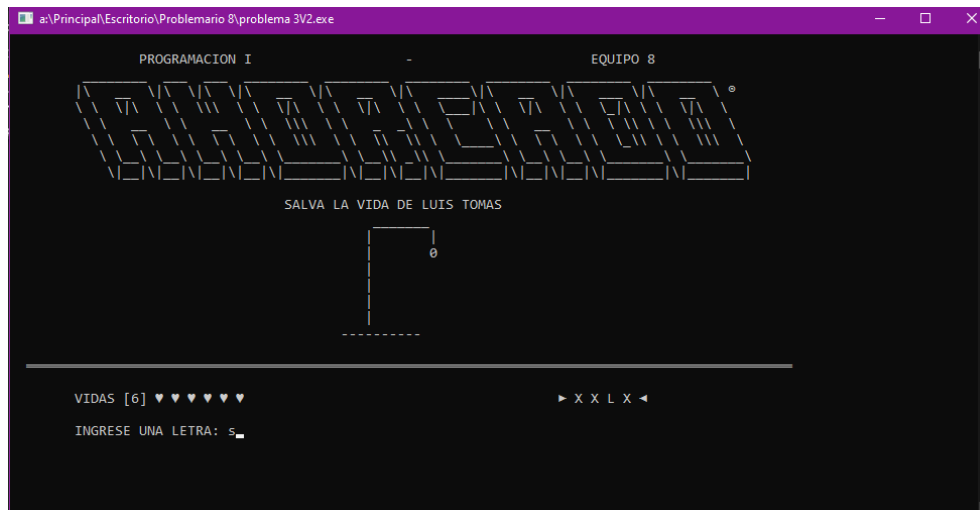 a:\Principal\Escritorio\Problemario 8\problema 3V2.exe
PROGRAMACION I - EQUIPO 8
AHORCADO
SALVA LA VIDA DE LUIS TOMAS
0
VIDAS [6] ♥ ♥ ♥ ♥ ♥ ♥ ► X X L X ◄
INGRESE UNA LETRA: s